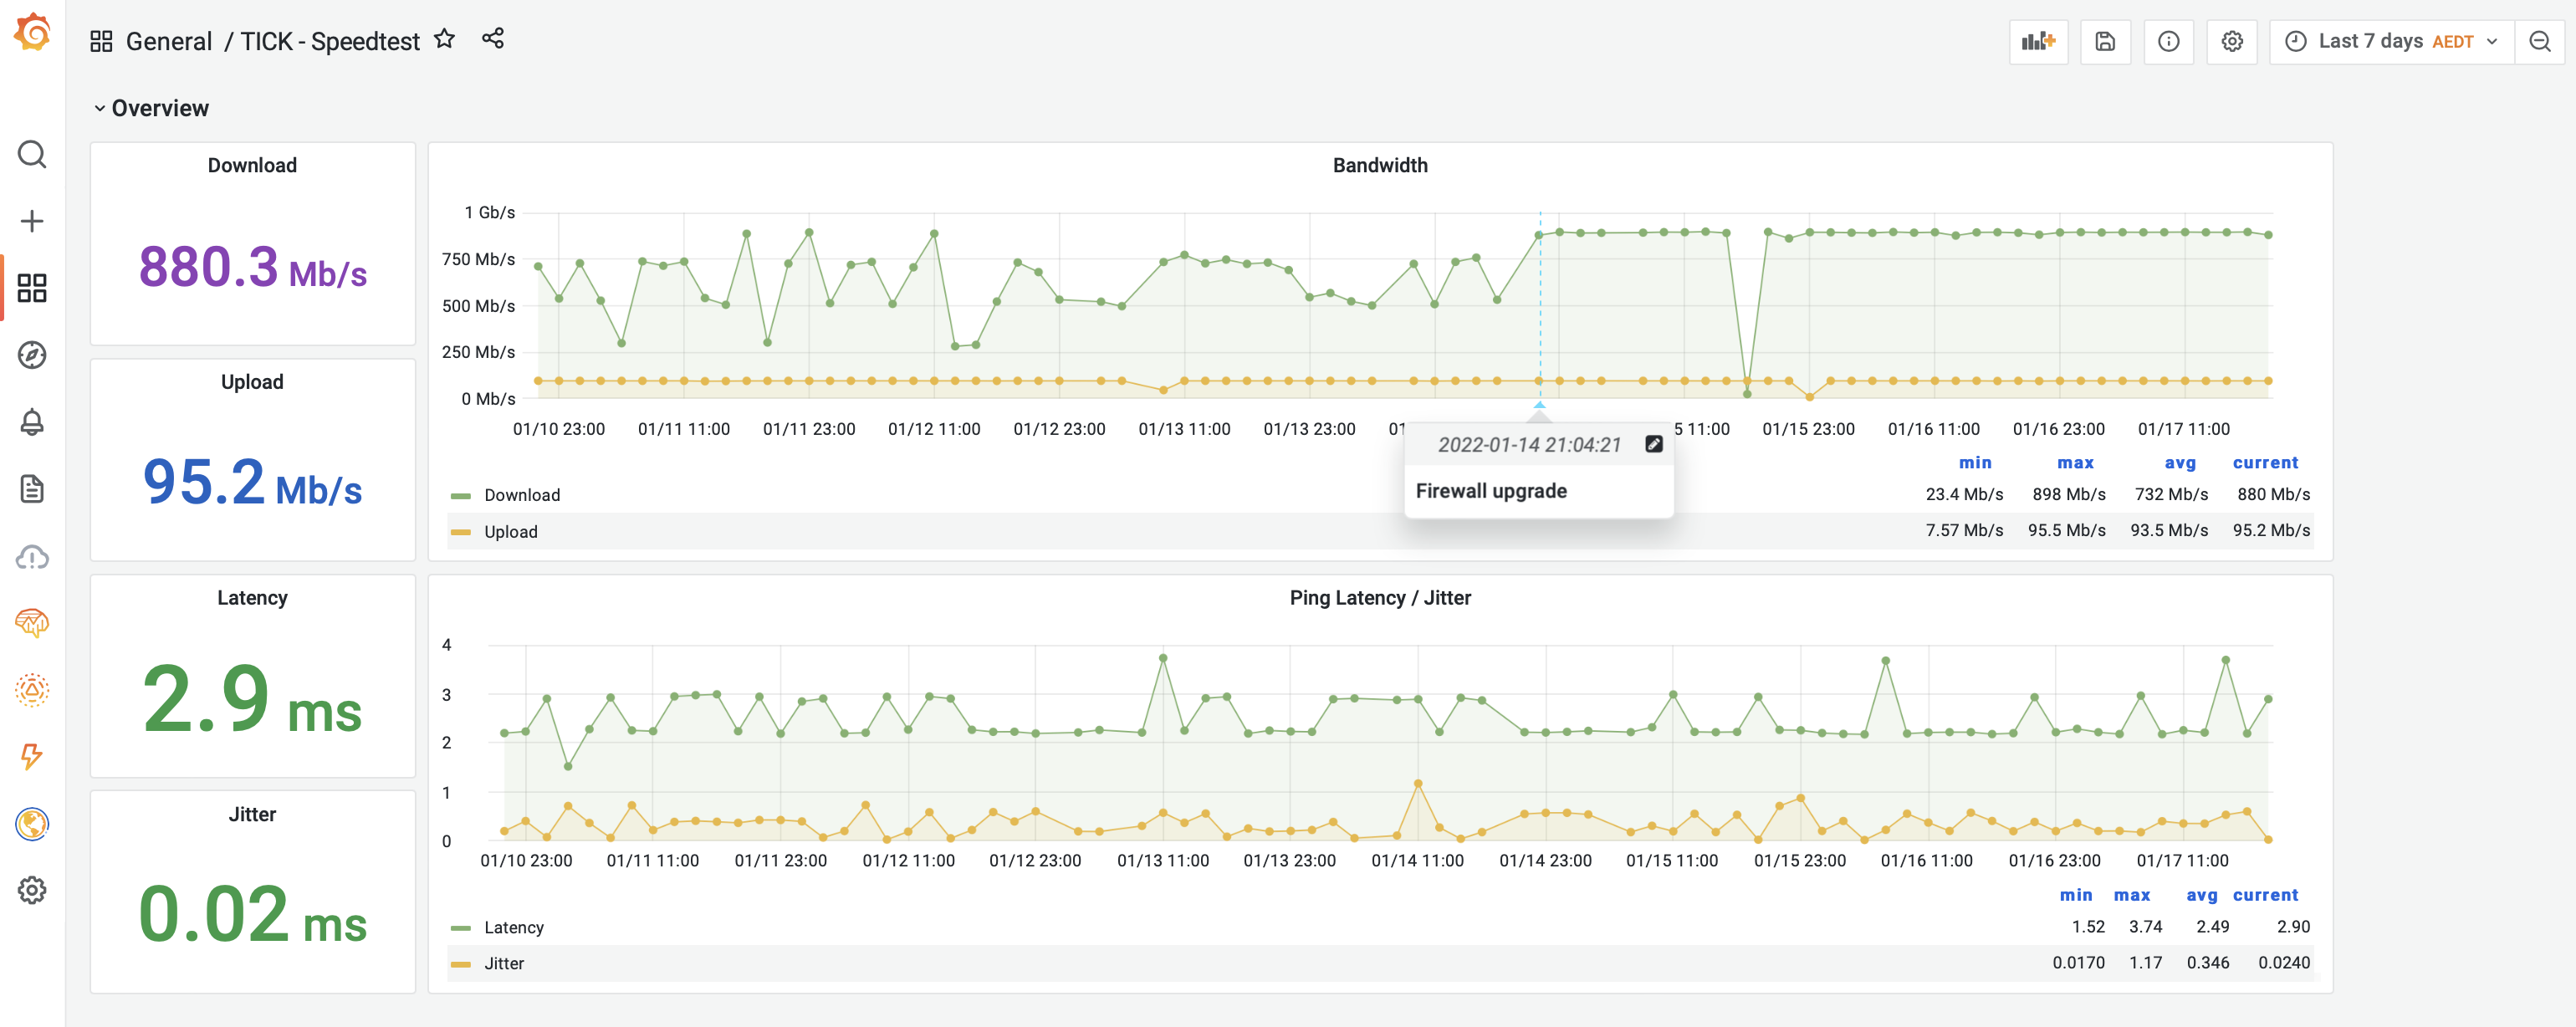 General / TICK - Speedtest
Last 7 days AEDT
Overview
Download
880.3 Mb/s
Upload
95.2 Mb/s
Latency
2.9 ms
Jitter
0.02 ms
Bandwidth
1 Gb/s
750 Mb/s
500 Mb/s
250 Mb/s
0 Mb/s
01/10 23:00 01/11 11:00 01/11 23:00 01/12 11:00 01/12 23:00 01/13 11:00 01/13 23:00 01 5 11:00 01/15 23:00 01/16 11:00 01/16 23:00 01/17 11:00
2022-01-14 21:04:21
Firewall upgrade
min max avg current
Download 23.4 Mb/s 898 Mb/s 732 Mb/s 880 Mb/s
Upload 7.57 Mb/s 95.5 Mb/s 93.5 Mb/s 95.2 Mb/s
Ping Latency / Jitter
4
3
2
1
0
01/10 23:00 01/11 11:00 01/11 23:00 01/12 11:00 01/12 23:00 01/13 11:00 01/13 23:00 01/14 11:00 01/14 23:00 01/15 11:00 01/15 23:00 01/16 11:00 01/16 23:00 01/17 11:00
min max avg current
Latency 1.52 3.74 2.49 2.90
Jitter 0.0170 1.17 0.346 0.0240